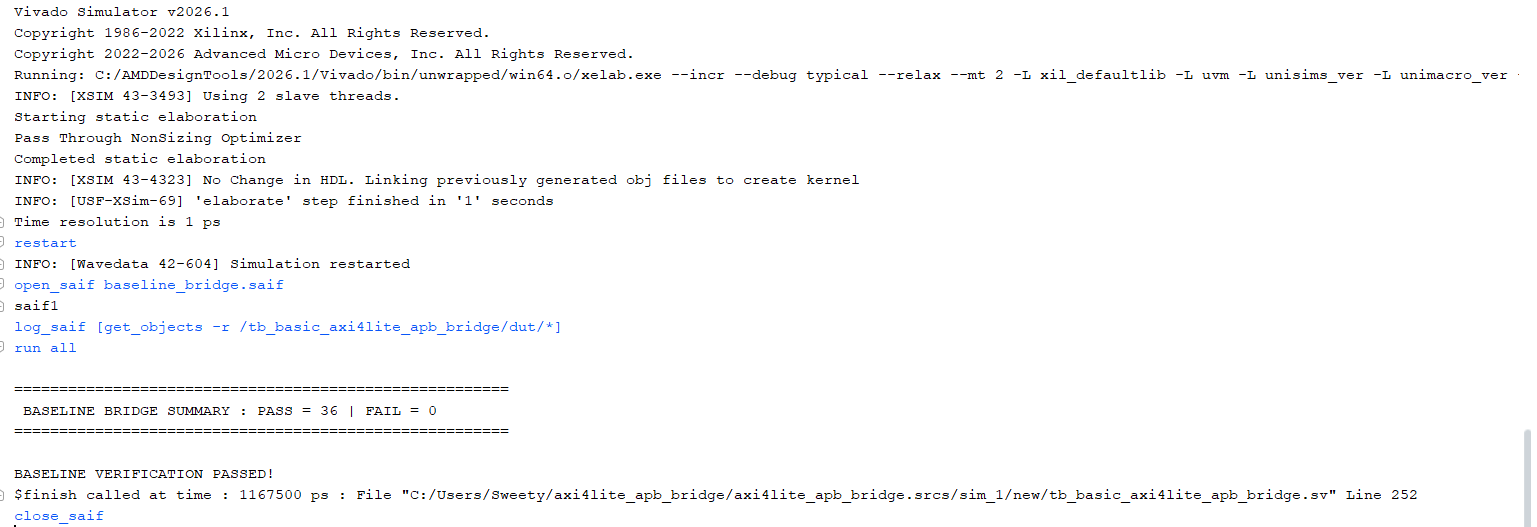 Vivado Simulator v2026.1
Copyright 1986-2022 Xilinx, Inc. All Rights Reserved.
Copyright 2022-2026 Advanced Micro Devices, Inc. All Rights Reserved.
Running: C:/AMDDesignTools/2026.1/Vivado/bin/unwrapped/win64.o/xelab.exe --incr --debug typical --relax --mt 2 -L xil_defaultlib -L uvm -L unisims_ver -L unimacro_ver -
INFO: [XSIM 43-3493] Using 2 slave threads.
Starting static elaboration
Pass Through NonSizing Optimizer
Completed static elaboration
INFO: [XSIM 43-4323] No Change in HDL. Linking previously generated obj files to create kernel
INFO: [USF-XSim-69] 'elaborate' step finished in '1' seconds
Time resolution is 1 ps
restart
INFO: [Wavedata 42-604] Simulation restarted
open_saif baseline_bridge.saif
saif1
log_saif [get_objects -r /tb_basic_axi4lite_apb_bridge/dut/*]
run all
=======================================================
BASELINE BRIDGE SUMMARY : PASS = 36 | FAIL = 0
=======================================================
BASELINE VERIFICATION PASSED!
$finish called at time : 1167500 ps : File "C:/Users/Sweety/axi4lite_apb_bridge/axi4lite_apb_bridge.srcs/sim_1/new/tb_basic_axi4lite_apb_bridge.sv" Line 252
close_saif